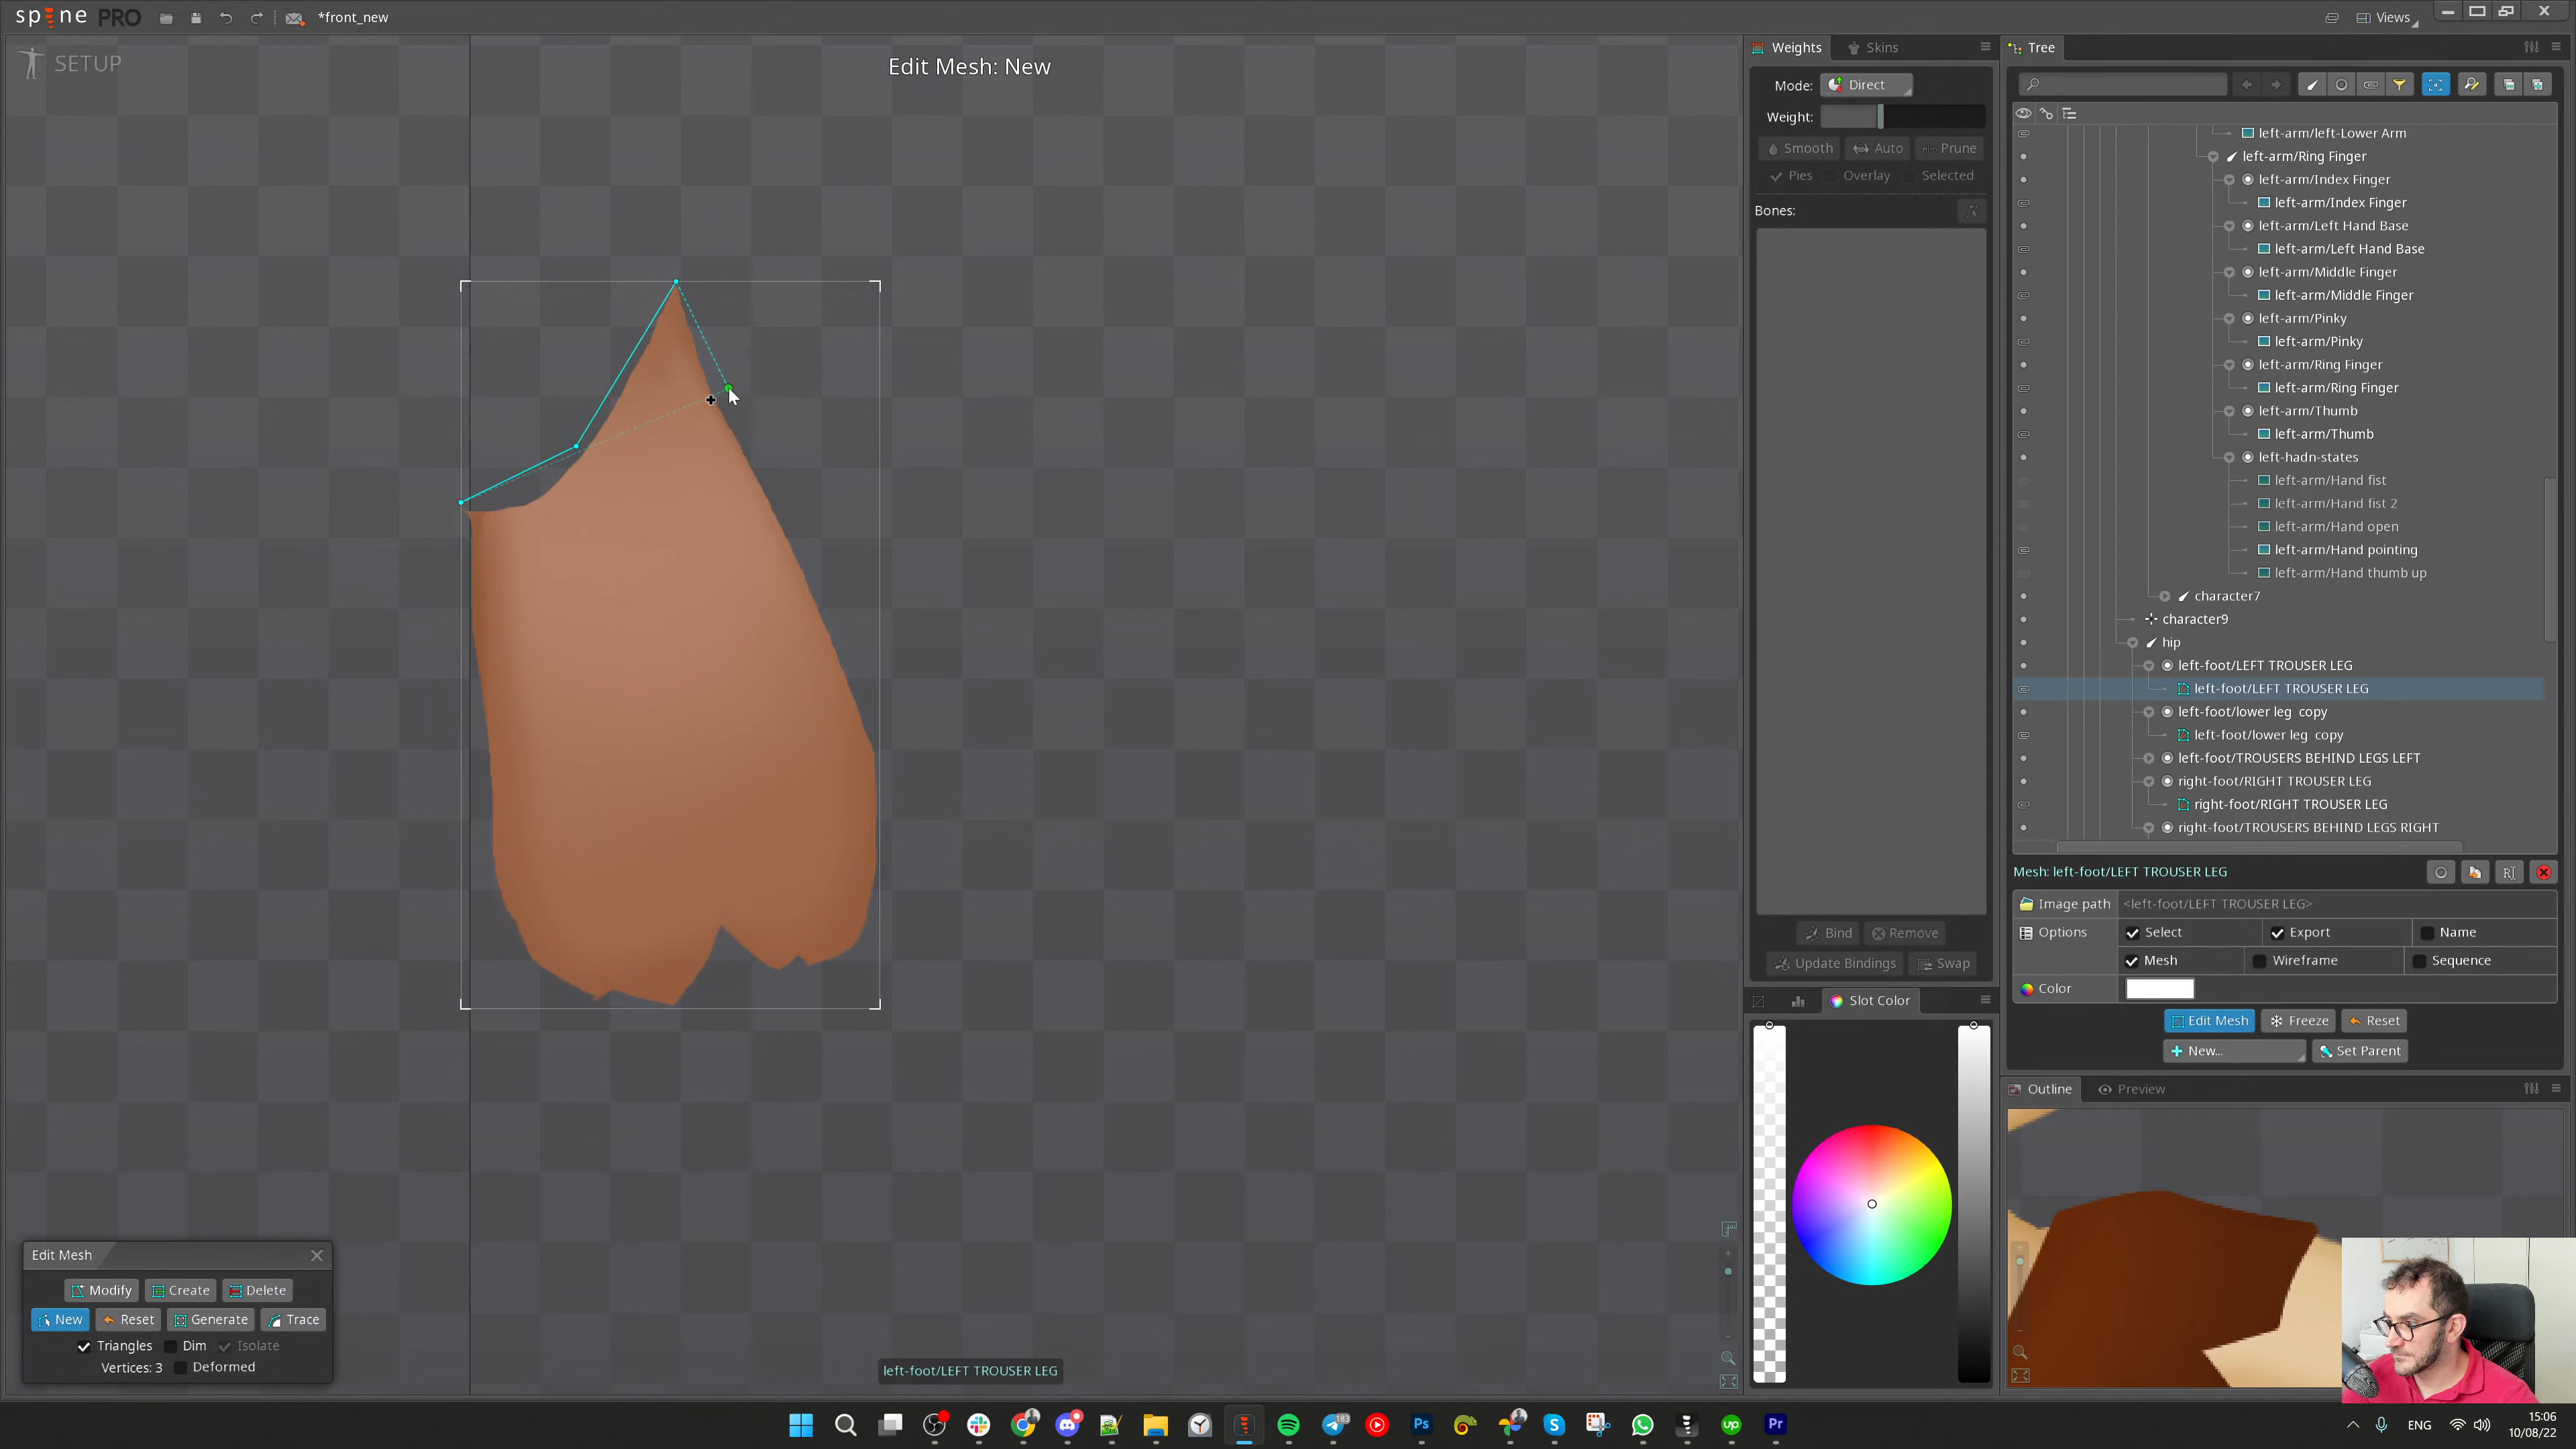 spine PRO
*front_new
Views
SETUP
Edit Mesh: New
Weights
Skins
Mode:
Direct
Weight:
Smooth
Auto
Prune
Pies
Overlay
Selected
Bones:
Bind
Remove
Update Bindings
Swap
Slot Color
Tree
left-arm/left-Lower Arm
left-arm/Ring Finger
left-arm/Index Finger
left-arm/Index Finger
left-arm/Left Hand Base
left-arm/Left Hand Base
left-arm/Middle Finger
left-arm/Middle Finger
left-arm/Pinky
left-arm/Pinky
left-arm/Ring Finger
left-arm/Ring Finger
left-arm/Thumb
left-arm/Thumb
left-hadn-states
left-arm/Hand fist
left-arm/Hand fist 2
left-arm/Hand open
left-arm/Hand pointing
left-arm/Hand thumb up
character7
character9
hip
left-foot/LEFT TROUSER LEG
left-foot/LEFT TROUSER LEG
left-foot/lower leg copy
left-foot/lower leg copy
left-foot/TROUSERS BEHIND LEGS LEFT
right-foot/RIGHT TROUSER LEG
right-foot/RIGHT TROUSER LEG
right-foot/TROUSERS BEHIND LEGS RIGHT
Mesh: left-foot/LEFT TROUSER LEG
Image path
<left-foot/LEFT TROUSER LEG>
Options
Select
Export
Name
Mesh
Wireframe
Sequence
Color
Edit Mesh
Freeze
Reset
New...
Set Parent
Outline
Preview
Edit Mesh
Modify
Create
Delete
New
Reset
Generate
Trace
Triangles
Dim
Isolate
Vertices: 3
Deformed
left-foot/LEFT TROUSER LEG
183
Ps
up
Pr
ENG
15:06
10/08/22